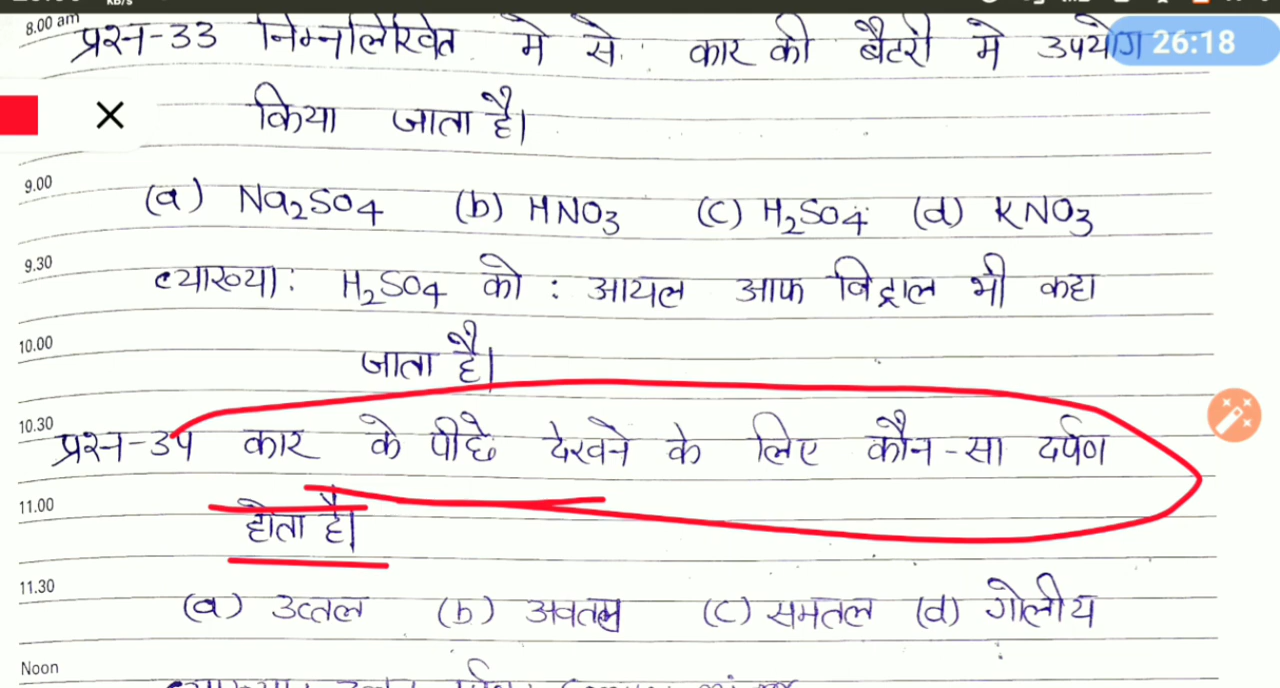 KB/s
8.00 am प्रश्न-33 निम्नलिखित मे से कार की बैटरी मे उपयोग 26:18
किया जाता है।
9.00 (a) Na2SO4 (b) HNO3 (c) H2SO4 (d) KNO3
9.30 व्याख्या: H2SO4 को : आयल आफ विट्राल भी कहा
10.00 जाता है।
10.30 प्रश्न-34 कार के पीछे देखने के लिए कौन-सा दर्पण
11.00 होता है।
11.30 (a) उत्तल (b) अवतल (c) समतल (d) गोलीय
Noon